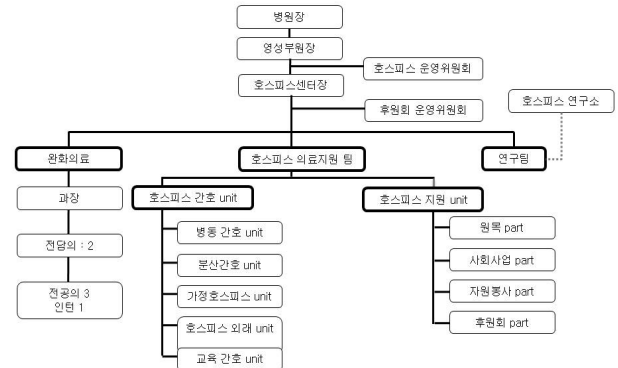 병원장
영성부원장
호스피스 운영위원회
호스피스센터장
호스피스 연구소
후원회 운영위원회
완화의료
호스피스 의료지원 팀
연구팀
과장
호스피스 간호 unit
호스피스 지원 unit
병동 간호 unit
원목 part
전담의 : 2
분산간호 unit
사회사업 part
전공의 3
인턴 1
가정호스피스 unit
자원봉사 part
호스피스 외래 unit
후원회 part
교육 간호 unit